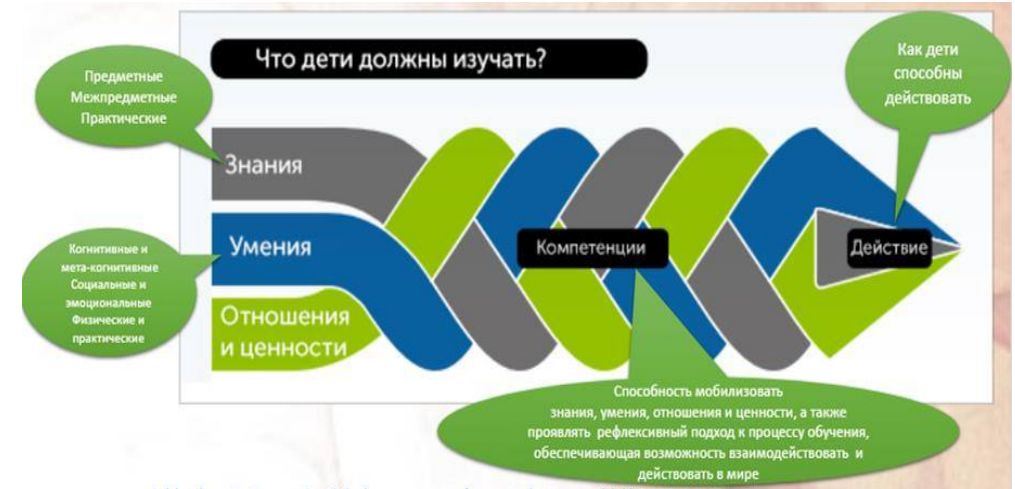 Что дети должны изучать?
Предметные
Межпредметные
Практические
Как дети
способны
действовать
Знания
Умения
Отношения
и ценности
Когнитивные и
мета-когнитивные
Социальные и
эмоциональные
Физические и
практические
Компетенции
Действие
Способность мобилизовать
знания, умения, отношения и ценности, а также
проявлять рефлексивный подход к процессу обучения,
обеспечивающая возможность взаимодействовать и
действовать в мире